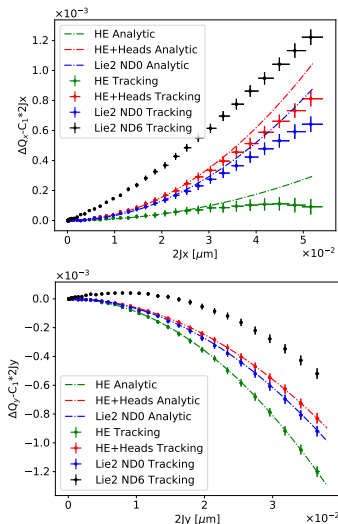 ×10⁻³
1.2
1.0
0.8
0.6
0.4
0.2
0.0
ΔQx-C₁*2Jx
HE Analytic
HE+Heads Analytic
Lie2 ND0 Analytic
HE Tracking
HE+Heads Tracking
Lie2 ND0 Tracking
Lie2 ND6 Tracking
0 1 2 3 4 5
2Jx [μm]
×10⁻²
×10⁻³
0.0
−0.2
−0.4
−0.6
−0.8
−1.0
−1.2
ΔQy-C₁*2Jy
HE Analytic
HE+Heads Analytic
Lie2 ND0 Analytic
HE Tracking
HE+Heads Tracking
Lie2 ND0 Tracking
Lie2 ND6 Tracking
0 1 2 3
2Jy [μm]
×10⁻²